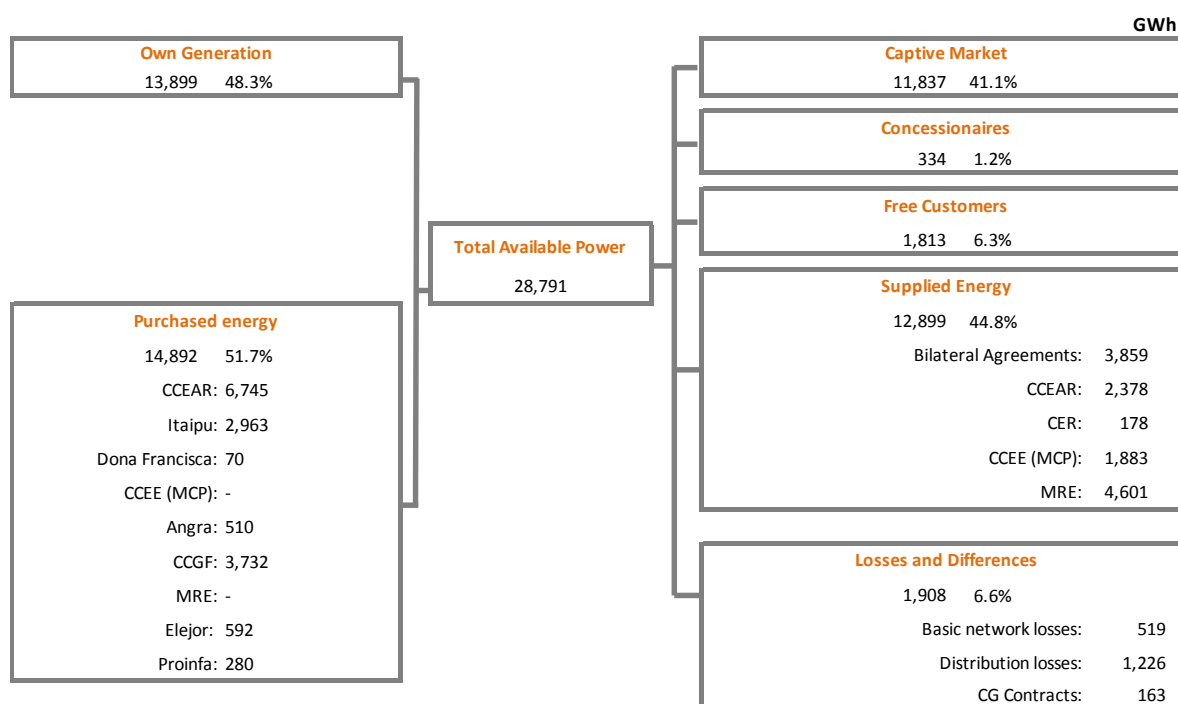 GWh
Own Generation
13,899 48.3%
Purchased energy
14,892 51.7%
CCEAR: 6,745
Itaipu: 2,963
Dona Francisca: 70
CCEE (MCP): -
Angra: 510
CCGF: 3,732
MRE: -
Elejor: 592
Proinfa: 280
Total Available Power
28,791
Captive Market
11,837 41.1%
Concessionaires
334 1.2%
Free Customers
1,813 6.3%
Supplied Energy
12,899 44.8%
Bilateral Agreements: 3,859
CCEAR: 2,378
CER: 178
CCEE (MCP): 1,883
MRE: 4,601
Losses and Differences
1,908 6.6%
Basic network losses: 519
Distribution losses: 1,226
CG Contracts: 163